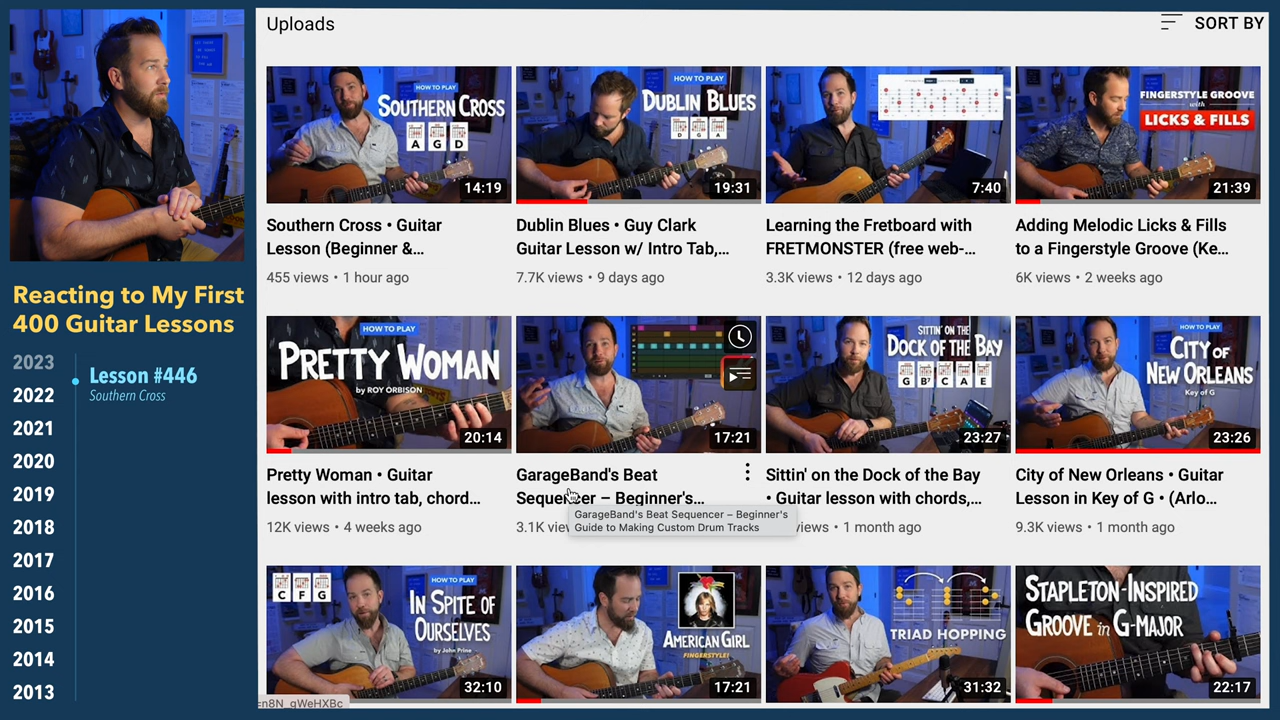 Uploads
SORT BY
HOW TO PLAY
SOUTHERN CROSS
A G D
14:19
HOW TO PLAY
DUBLIN BLUES
D G A
19:31
7:40
FINGERSTYLE GROOVE
with
LICKS & FILLS
21:39
Southern Cross • Guitar
Lesson (Beginner &...
455 views • 1 hour ago
Dublin Blues • Guy Clark
Guitar Lesson w/ Intro Tab,...
7.7K views • 9 days ago
Learning the Fretboard with
FRETMONSTER (free web-...
3.3K views • 12 days ago
Adding Melodic Licks & Fills
to a Fingerstyle Groove (Ke...
6K views • 2 weeks ago
Reacting to My First
400 Guitar Lessons
2023
Lesson #446
Southern Cross
2022
2021
2020
2019
2018
2017
2016
2015
2014
2013
HOW TO PLAY
PRETTY WOMAN
by ROY ORBISON
20:14
17:21
SITTIN' ON THE
DOCK OF THE BAY
G B7 C A E
23:27
HOW TO PLAY
CITY OF
NEW ORLEANS
Key of G
23:26
Pretty Woman • Guitar
lesson with intro tab, chord...
12K views • 4 weeks ago
GarageBand's Beat
Sequencer – Beginner's...
3.1K vie
GarageBand's Beat Sequencer – Beginner's
Guide to Making Custom Drum Tracks
Sittin' on the Dock of the Bay
• Guitar lesson with chords,...
views • 1 month ago
City of New Orleans • Guitar
Lesson in Key of G • (Arlo...
9.3K views • 1 month ago
C F G
HOW TO PLAY
IN SPITE OF
OURSELVES
by John Prine
32:10
AMERICAN GIRL
FINGERSTYLE!
17:21
TRIAD HOPPING
31:32
STAPLETON-INSPIRED
GROOVE in G-MAJOR
22:17